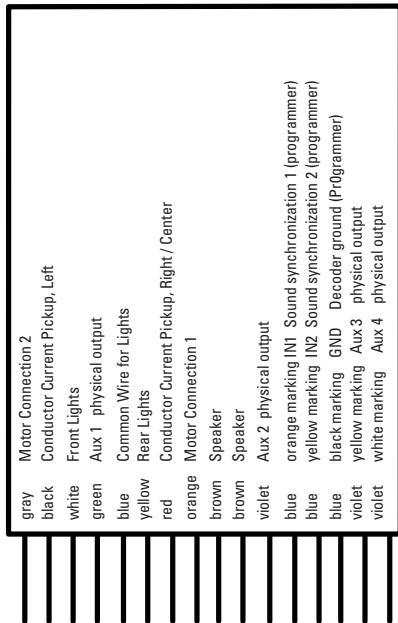 gray Motor Connection 2
black Conductor Current Pickup, Left
white Front Lights
green Aux 1 physical output
blue Common Wire for Lights
yellow Rear Lights
red Conductor Current Pickup, Right / Center
orange Motor Connection 1
brown Speaker
brown Speaker
violet Aux 2 physical output
blue orange marking IN1 Sound synchronization 1 (programmer)
blue yellow marking IN2 Sound synchronization 2 (programmer)
blue black marking GND Decoder ground (Pr0grammer)
violet yellow marking Aux 3 physical output
violet white marking Aux 4 physical output